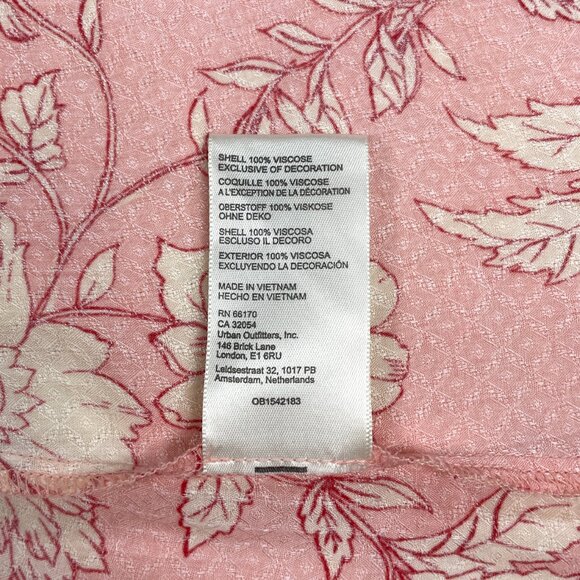 SHELL 100% VISCOSE
EXCLUSIVE OF DECORATION
COQUILLE 100% VISCOSE
A L'EXCEPTION DE LA DÉCORATION
OBERSTOFF 100% VISKOSE
OHNE DEKO
SHELL 100% VISCOSA
ESCLUSO IL DECORO
EXTERIOR 100% VISCOSA
EXCLUYENDO LA DECORACIÓN
MADE IN VIETNAM
HECHO EN VIETNAM
RN 66170
CA 32054
Urban Outfitters, Inc.
146 Brick Lane
London, E1 6RU
Leidsestraat 32, 1017 PB
Amsterdam, Netherlands
OB1542183